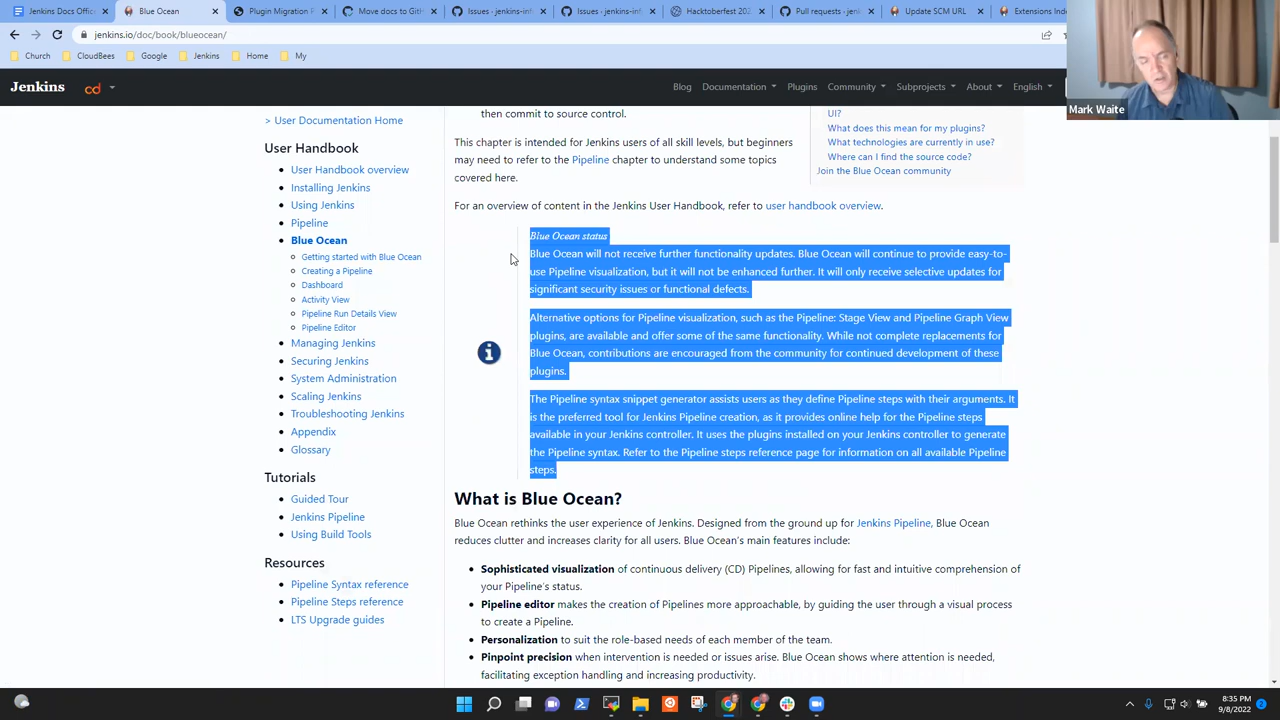 Jenkins Docs Office
Blue Ocean
Plugin Migration P
Move docs to GitH
Issues - jenkins-inf
Issues - jenkins-inf
Hacktoberfest 202
Pull requests - jenk
Update SCM URL
Extensions Inde
jenkins.io/doc/book/blueocean/
Church
CloudBees
Google
Jenkins
Home
My
Mark Waite
Jenkins
cd
Blog
Documentation
Plugins
Community
Subprojects
About
English
> User Documentation Home
User Handbook
User Handbook overview
Installing Jenkins
Using Jenkins
Pipeline
Blue Ocean
Getting started with Blue Ocean
Creating a Pipeline
Dashboard
Activity View
Pipeline Run Details View
Pipeline Editor
Managing Jenkins
Securing Jenkins
System Administration
Scaling Jenkins
Troubleshooting Jenkins
Appendix
Glossary
Tutorials
Guided Tour
Jenkins Pipeline
Using Build Tools
Resources
Pipeline Syntax reference
Pipeline Steps reference
LTS Upgrade guides
then commit to source control.
This chapter is intended for Jenkins users of all skill levels, but beginners
may need to refer to the Pipeline chapter to understand some topics
covered here.
For an overview of content in the Jenkins User Handbook, refer to user handbook overview.
UI?
What does this mean for my plugins?
What technologies are currently in use?
Where can I find the source code?
Join the Blue Ocean community
Blue Ocean status
Blue Ocean will not receive further functionality updates. Blue Ocean will continue to provide easy-to-
use Pipeline visualization, but it will not be enhanced further. It will only receive selective updates for
significant security issues or functional defects.
Alternative options for Pipeline visualization, such as the Pipeline: Stage View and Pipeline Graph View
plugins, are available and offer some of the same functionality. While not complete replacements for
Blue Ocean, contributions are encouraged from the community for continued development of these
plugins.
The Pipeline syntax snippet generator assists users as they define Pipeline steps with their arguments. It
is the preferred tool for Jenkins Pipeline creation, as it provides online help for the Pipeline steps
available in your Jenkins controller. It uses the plugins installed on your Jenkins controller to generate
the Pipeline syntax. Refer to the Pipeline steps reference page for information on all available Pipeline
steps.
What is Blue Ocean?
Blue Ocean rethinks the user experience of Jenkins. Designed from the ground up for Jenkins Pipeline, Blue Ocean
reduces clutter and increases clarity for all users. Blue Ocean's main features include:
Sophisticated visualization of continuous delivery (CD) Pipelines, allowing for fast and intuitive comprehension of
your Pipeline's status.
Pipeline editor makes the creation of Pipelines more approachable, by guiding the user through a visual process
to create a Pipeline.
Personalization to suit the role-based needs of each member of the team.
Pinpoint precision when intervention is needed or issues arise. Blue Ocean shows where attention is needed,
facilitating exception handling and increasing productivity.
8:35 PM
9/8/2022